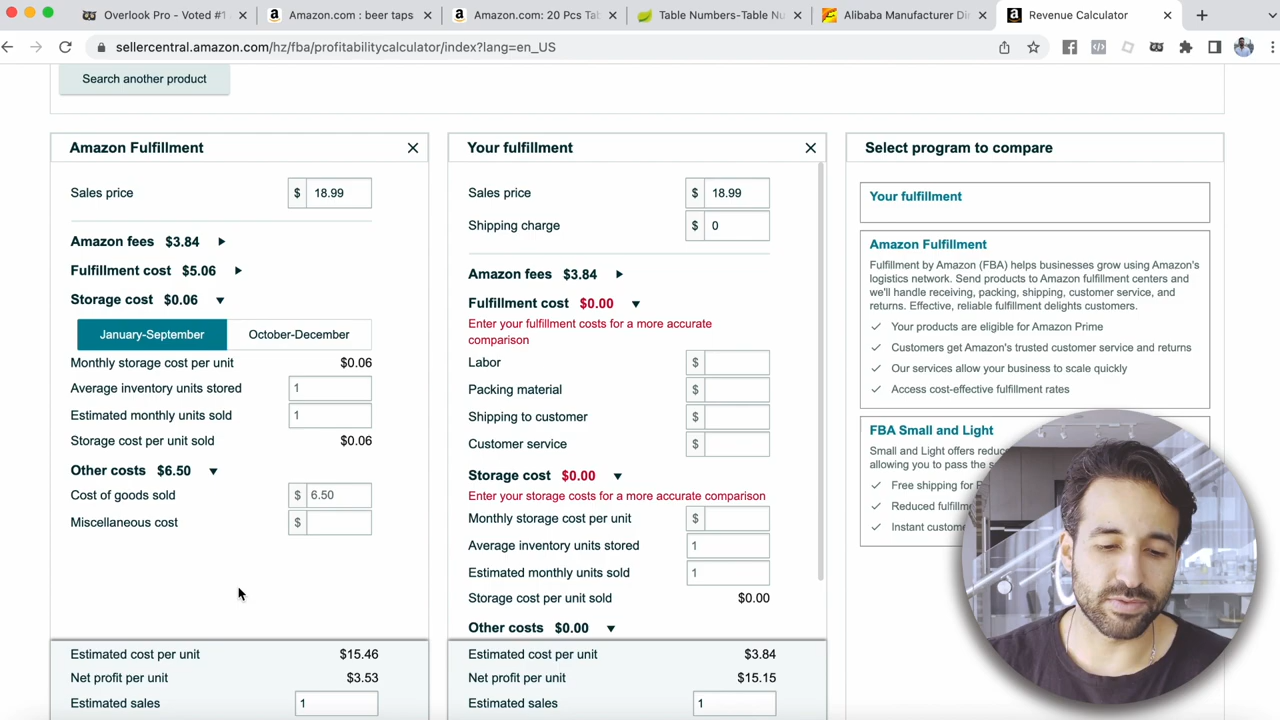 Overlook Pro - Voted #1
Amazon.com : beer taps
Amazon.com: 20 Pcs Ta
Table Numbers-Table Nu
Alibaba Manufacturer Di
Revenue Calculator
sellercentral.amazon.com/hz/fba/profitabilitycalculator/index?lang=en_US
Search another product
Amazon Fulfillment
Sales price $ 18.99
Amazon fees $3.84
Fulfillment cost $5.06
Storage cost $0.06
January-September October-December
Monthly storage cost per unit $0.06
Average inventory units stored 1
Estimated monthly units sold 1
Storage cost per unit sold $0.06
Other costs $6.50
Cost of goods sold $ 6.50
Miscellaneous cost $
Estimated cost per unit $15.46
Net profit per unit $3.53
Estimated sales 1
Your fulfillment
Sales price $ 18.99
Shipping charge $ 0
Amazon fees $3.84
Fulfillment cost $0.00
Enter your fulfillment costs for a more accurate
comparison
Labor $
Packing material $
Shipping to customer $
Customer service $
Storage cost $0.00
Enter your storage costs for a more accurate comparison
Monthly storage cost per unit $
Average inventory units stored 1
Estimated monthly units sold 1
Storage cost per unit sold $0.00
Other costs $0.00
Estimated cost per unit $3.84
Net profit per unit $15.15
Estimated sales 1
Select program to compare
Your fulfillment
Amazon Fulfillment
Fulfillment by Amazon (FBA) helps businesses grow using Amazon's
logistics network. Send products to Amazon fulfillment centers and
we'll handle receiving, packing, shipping, customer service, and
returns. Effective, reliable fulfillment delights customers.
Your products are eligible for Amazon Prime
Customers get Amazon's trusted customer service and returns
Our services allow your business to scale quickly
Access cost-effective fulfillment rates
FBA Small and Light
Small and Light offers reduc
allowing you to pass the s
Free shipping for
Reduced fulfillm
Instant custome